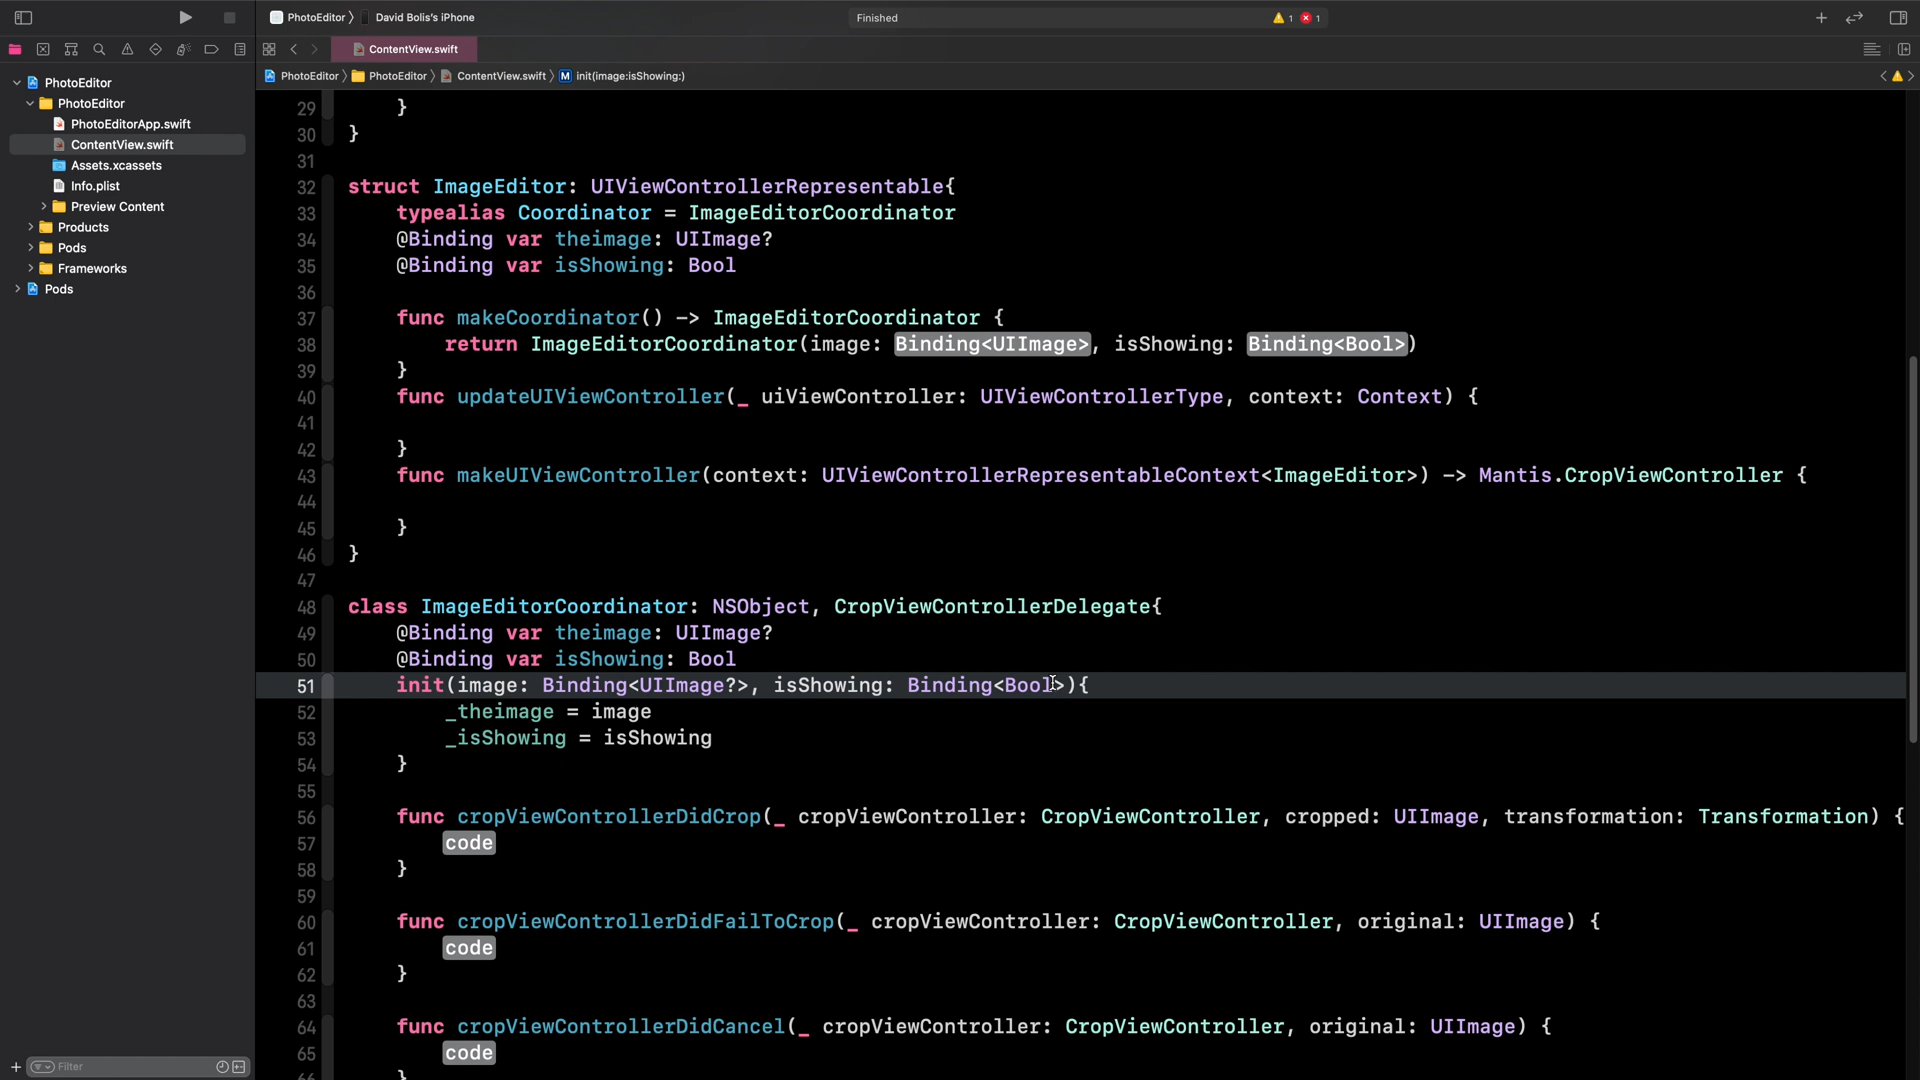 PhotoEditor 〉 David Bolis's iPhone
Finished
1
1
ContentView.swift
PhotoEditor 〉 PhotoEditor 〉 ContentView.swift 〉 M init(image:isShowing:)
PhotoEditor
PhotoEditor
PhotoEditorApp.swift
ContentView.swift
Assets.xcassets
Info.plist
Preview Content
Products
Pods
Frameworks
Pods
Filter
29 }
30 }
31
32 struct ImageEditor: UIViewControllerRepresentable{
33 typealias Coordinator = ImageEditorCoordinator
34 @Binding var theimage: UIImage?
35 @Binding var isShowing: Bool
36
37 func makeCoordinator() -> ImageEditorCoordinator {
38 return ImageEditorCoordinator(image: Binding<UIImage>, isShowing: Binding<Bool>)
39 }
40 func updateUIViewController(_ uiViewController: UIViewControllerType, context: Context) {
41
42 }
43 func makeUIViewController(context: UIViewControllerRepresentableContext<ImageEditor>) -> Mantis.CropViewController {
44
45 }
46 }
47
48 class ImageEditorCoordinator: NSObject, CropViewControllerDelegate{
49 @Binding var theimage: UIImage?
50 @Binding var isShowing: Bool
51 init(image: Binding<UIImage?>, isShowing: Binding<Bool>){
52 _theimage = image
53 _isShowing = isShowing
54 }
55
56 func cropViewControllerDidCrop(_ cropViewController: CropViewController, cropped: UIImage, transformation: Transformation) {
57 code
58 }
59
60 func cropViewControllerDidFailToCrop(_ cropViewController: CropViewController, original: UIImage) {
61 code
62 }
63
64 func cropViewControllerDidCancel(_ cropViewController: CropViewController, original: UIImage) {
65 code
66 }